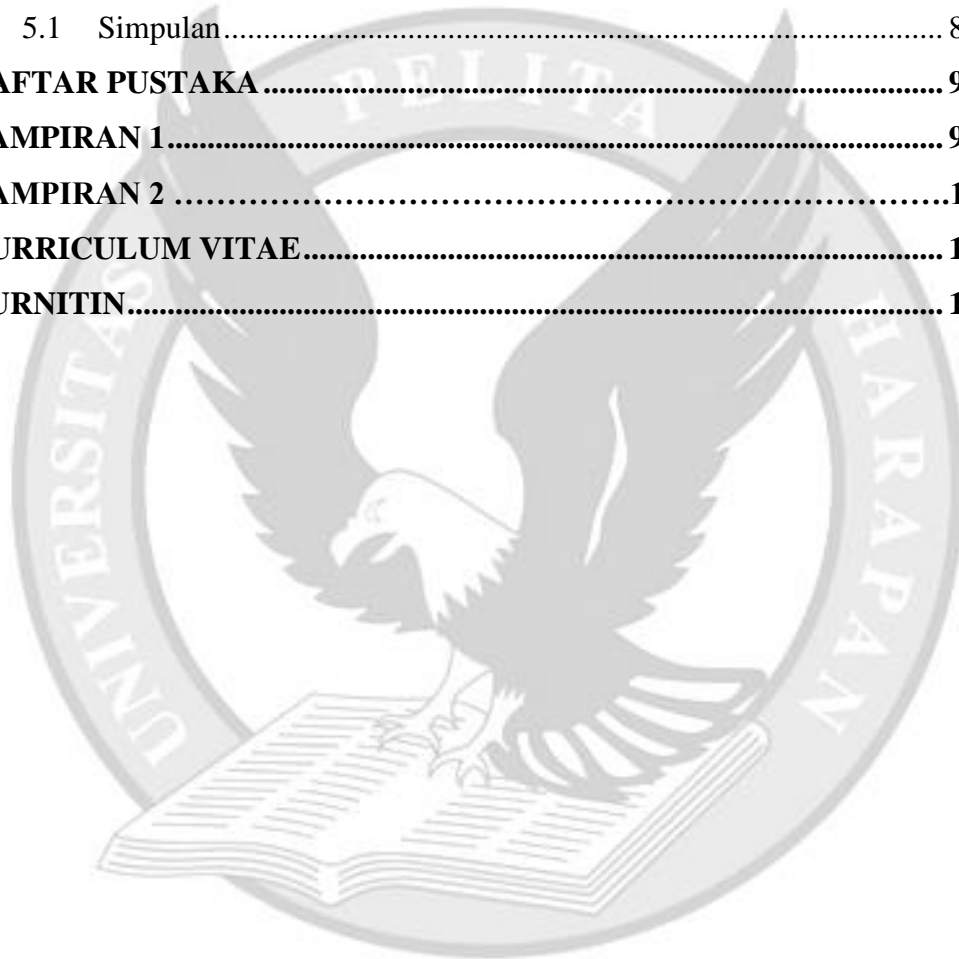 5.1 Simpulan........................................................................................... 8
AFTAR PUSTAKA...................................................................................... 9
AMPIRAN 1.................................................................................................. 9
AMPIRAN 2 ……………………………………………………………….1
URRICULUM VITAE................................................................................. 1
URNITIN....................................................................................................... 1
UNIVERSITAS PELITA HARAPAN